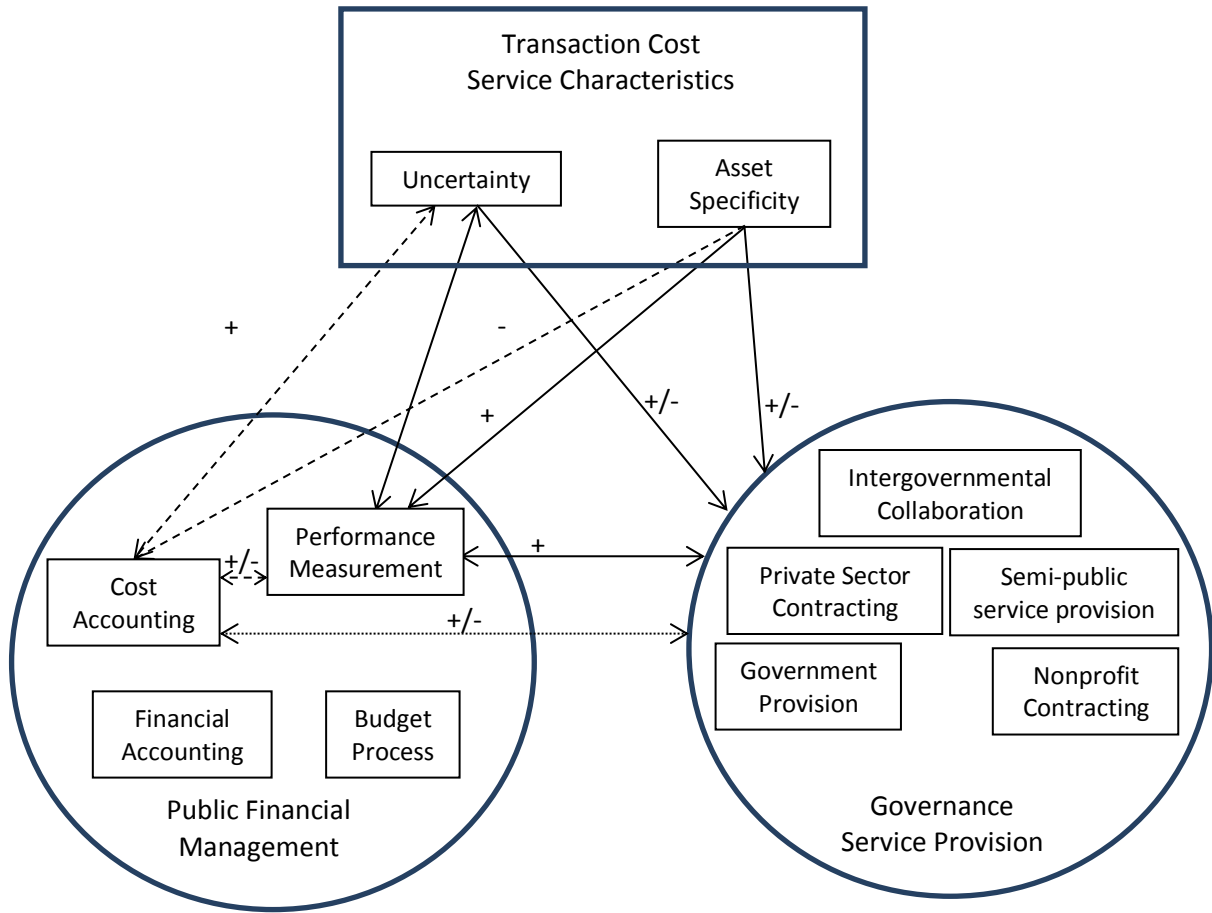 Transaction Cost
Service Characteristics
Uncertainty
Asset
Specificity
+
-
+
+/-
+/-
Intergovernmental
Collaboration
Performance
Measurement
+
+/-
Cost
Accounting
Private Sector
Contracting
Semi-public
service provision
+/-
Government
Provision
Nonprofit
Contracting
Financial
Accounting
Budget
Process
Public Financial
Management
Governance
Service Provision